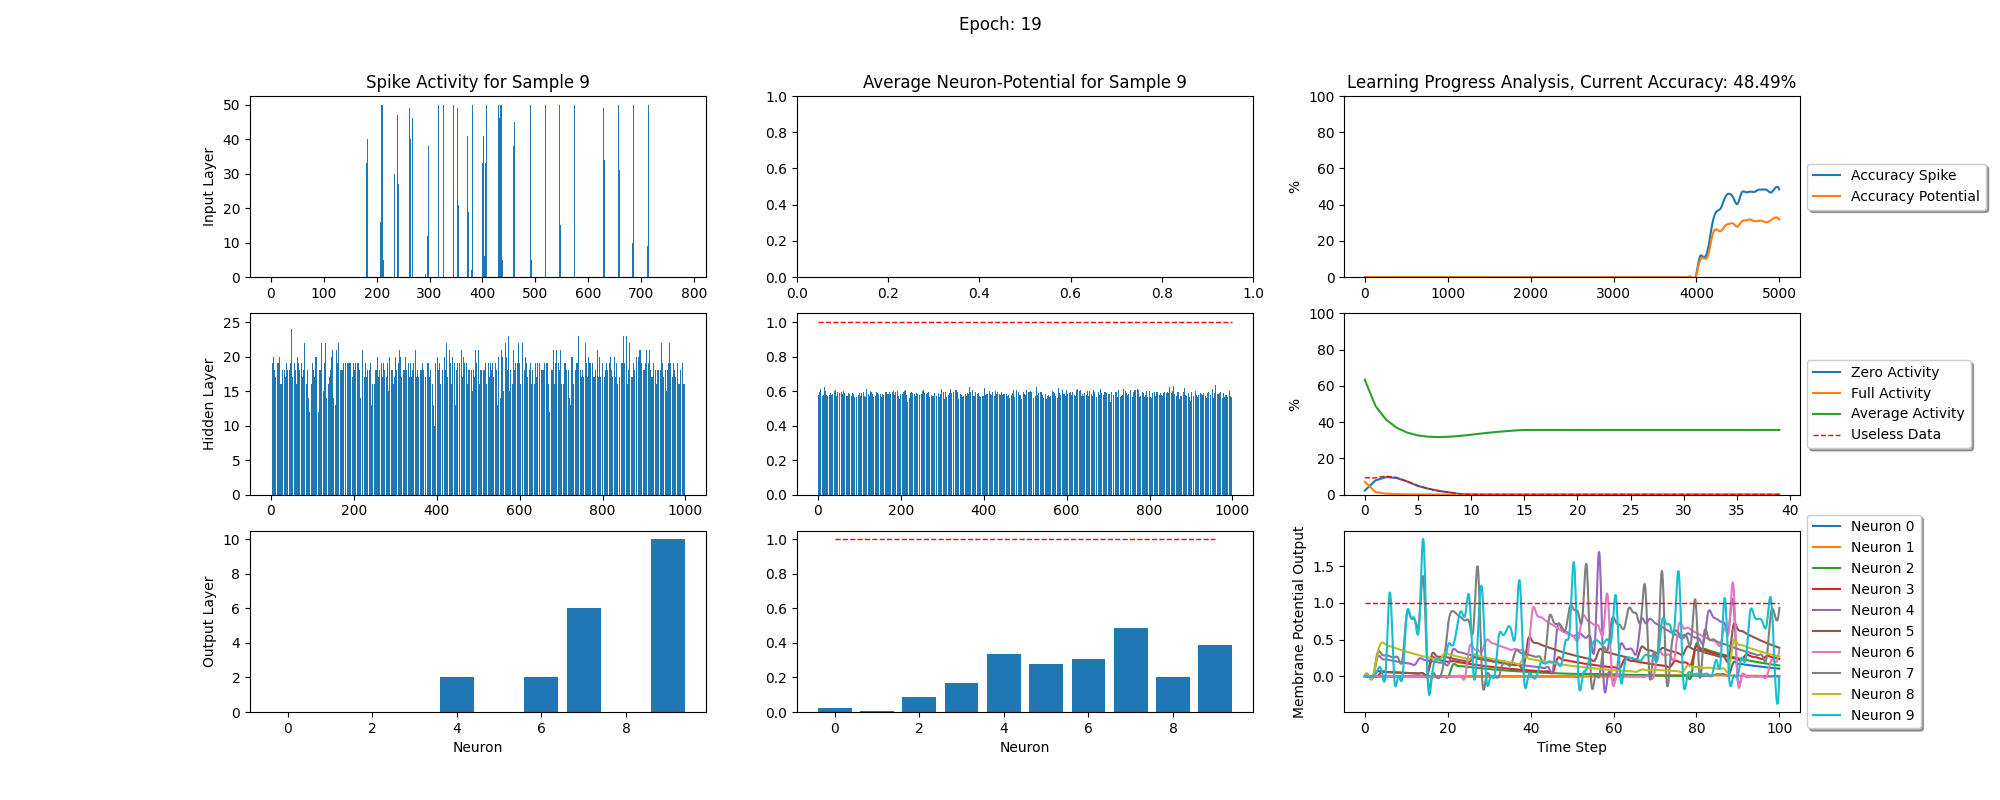 Epoch: 19
Spike Activity for Sample 9
Average Neuron-Potential for Sample 9
Learning Progress Analysis, Current Accuracy: 48.49%
Input Layer
50
40
30
20
10
0
0 100 200 300 400 500 600 700 800
1.0
0.8
0.6
0.4
0.2
0.0
0.0 0.2 0.4 0.6 0.8 1.0
%
100
80
60
40
20
0
0 1000 2000 3000 4000 5000
Accuracy Spike
Accuracy Potential
Hidden Layer
25
20
15
10
5
0
0 200 400 600 800 1000
1.0
0.8
0.6
0.4
0.2
0.0
0 200 400 600 800 1000
%
100
80
60
40
20
0
0 5 10 15 20 25 30 35 40
Zero Activity
Full Activity
Average Activity
Useless Data
Output Layer
10
8
6
4
2
0
0 2 4 6 8
Neuron
1.0
0.8
0.6
0.4
0.2
0.0
0 2 4 6 8
Neuron
Membrane Potential Output
1.5
1.0
0.5
0.0
0 20 40 60 80 100
Time Step
Neuron 0
Neuron 1
Neuron 2
Neuron 3
Neuron 4
Neuron 5
Neuron 6
Neuron 7
Neuron 8
Neuron 9